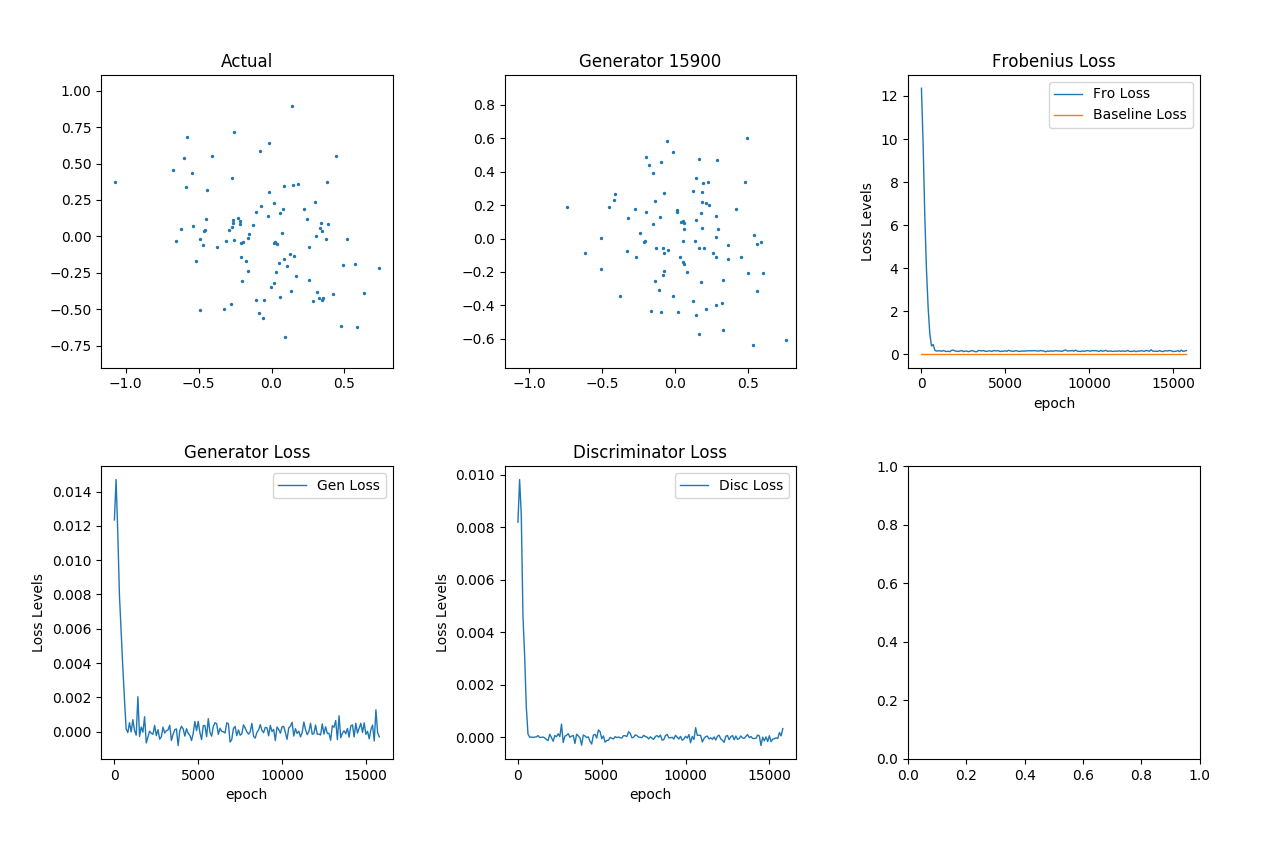 Actual
1.00
0.75
0.50
0.25
0.00
−0.25
−0.50
−0.75
−1.0 −0.5 0.0 0.5
Generator 15900
0.8
0.6
0.4
0.2
0.0
−0.2
−0.4
−0.6
−1.0 −0.5 0.0 0.5
Frobenius Loss
Fro Loss
Baseline Loss
Loss Levels
12
10
8
6
4
2
0
0 5000 10000 15000
epoch
Generator Loss
Gen Loss
Loss Levels
0.014
0.012
0.010
0.008
0.006
0.004
0.002
0.000
0 5000 10000 15000
epoch
Discriminator Loss
Disc Loss
Loss Levels
0.010
0.008
0.006
0.004
0.002
0.000
0 5000 10000 15000
epoch
1.0
0.8
0.6
0.4
0.2
0.0
0.0 0.2 0.4 0.6 0.8 1.0